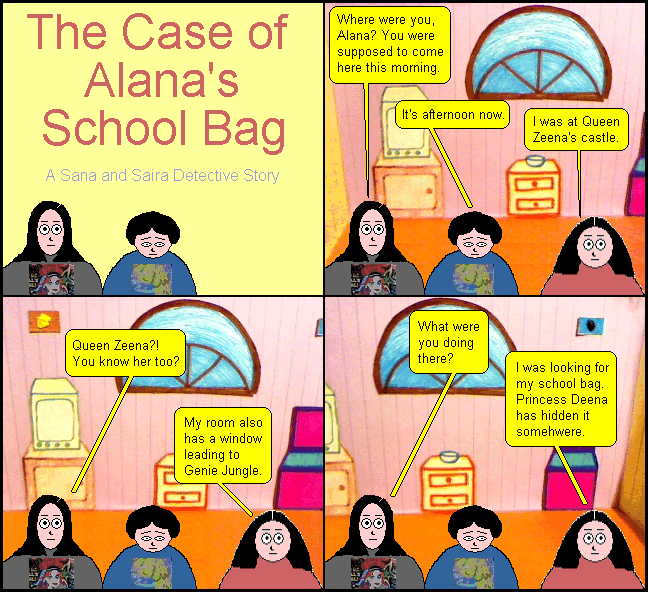 The Case of
Alana's
School Bag
A Sana and Saira Detective Story
Where were you,
Alana? You were
supposed to come
here this morning.
It's afternoon now.
I was at Queen
Zeena's castle.
Queen Zeena?!
You know her too?
My room also
has a window
leading to
Genie Jungle.
What were
you doing
there?
I was looking for
my school bag.
Princess Deena
has hidden it
somehwere.